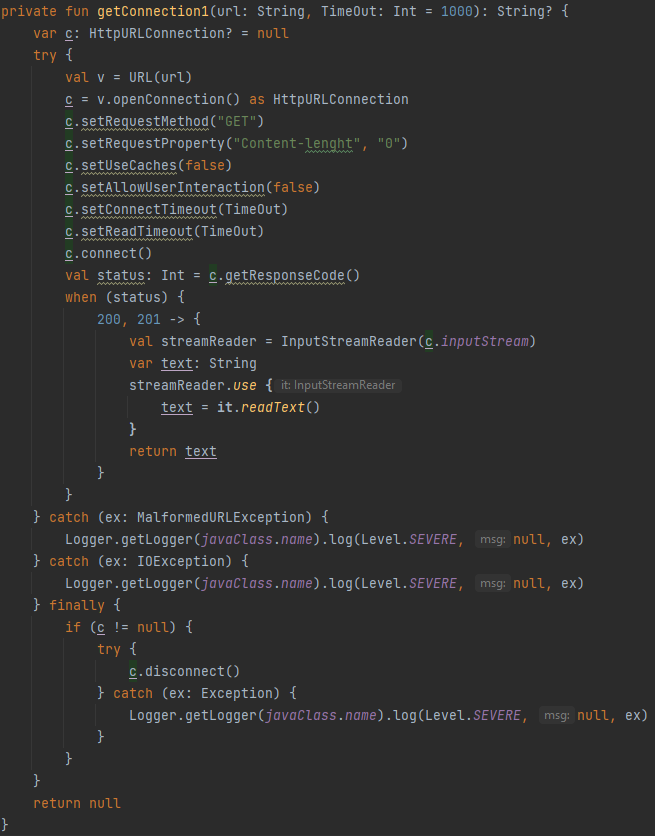 private fun getConnection1(url: String, TimeOut: Int = 1000): String? {
    var c: HttpURLConnection? = null
    try {
        val v = URL(url)
        c = v.openConnection() as HttpURLConnection
        c.setRequestMethod("GET")
        c.setRequestProperty("Content-lenght", "0")
        c.setUseCaches(false)
        c.setAllowUserInteraction(false)
        c.setConnectTimeout(TimeOut)
        c.setReadTimeout(TimeOut)
        c.connect()
        val status: Int = c.getResponseCode()
        when (status) {
            200, 201 -> {
                val streamReader = InputStreamReader(c.inputStream)
                var text: String
                streamReader.use { it: InputStreamReader
                    text = it.readText()
                }
                return text
            }
        }
    } catch (ex: MalformedURLException) {
        Logger.getLogger(javaClass.name).log(Level.SEVERE, msg: null, ex)
    } catch (ex: IOException) {
        Logger.getLogger(javaClass.name).log(Level.SEVERE, msg: null, ex)
    } finally {
        if (c != null) {
            try {
                c.disconnect()
            } catch (ex: Exception) {
                Logger.getLogger(javaClass.name).log(Level.SEVERE, msg: null, ex)
            }
        }
    }
    return null
}